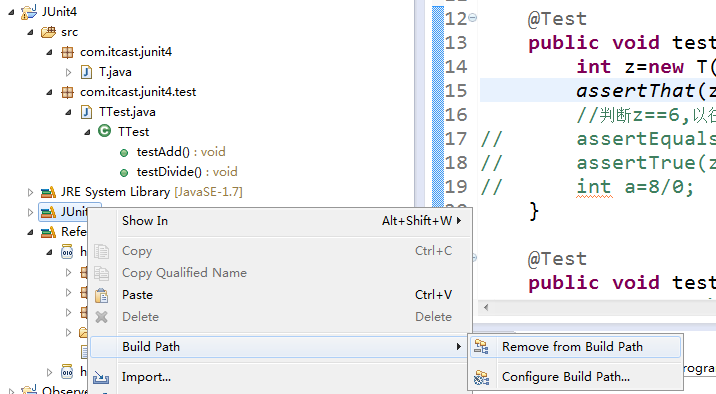 JUnit4
src
com.itcast.junit4
T.java
com.itcast.junit4.test
TTest.java
TTest
testAdd() : void
testDivide() : void
JRE System Library [JavaSE-1.7]
JUnit
Refe
Show In Alt+Shift+W
Copy Ctrl+C
Copy Qualified Name
Paste Ctrl+V
Delete Delete
Build Path
Import...
Remove from Build Path
Configure Build Path...
Observe
12 @Test
13 public void test
14 int z=new T(
15 assertThat(z
16 //判断z==6,以往
17 // assertEquals
18 // assertTrue(z
19 // int a=8/0;
}
@Test
public void test
rogra